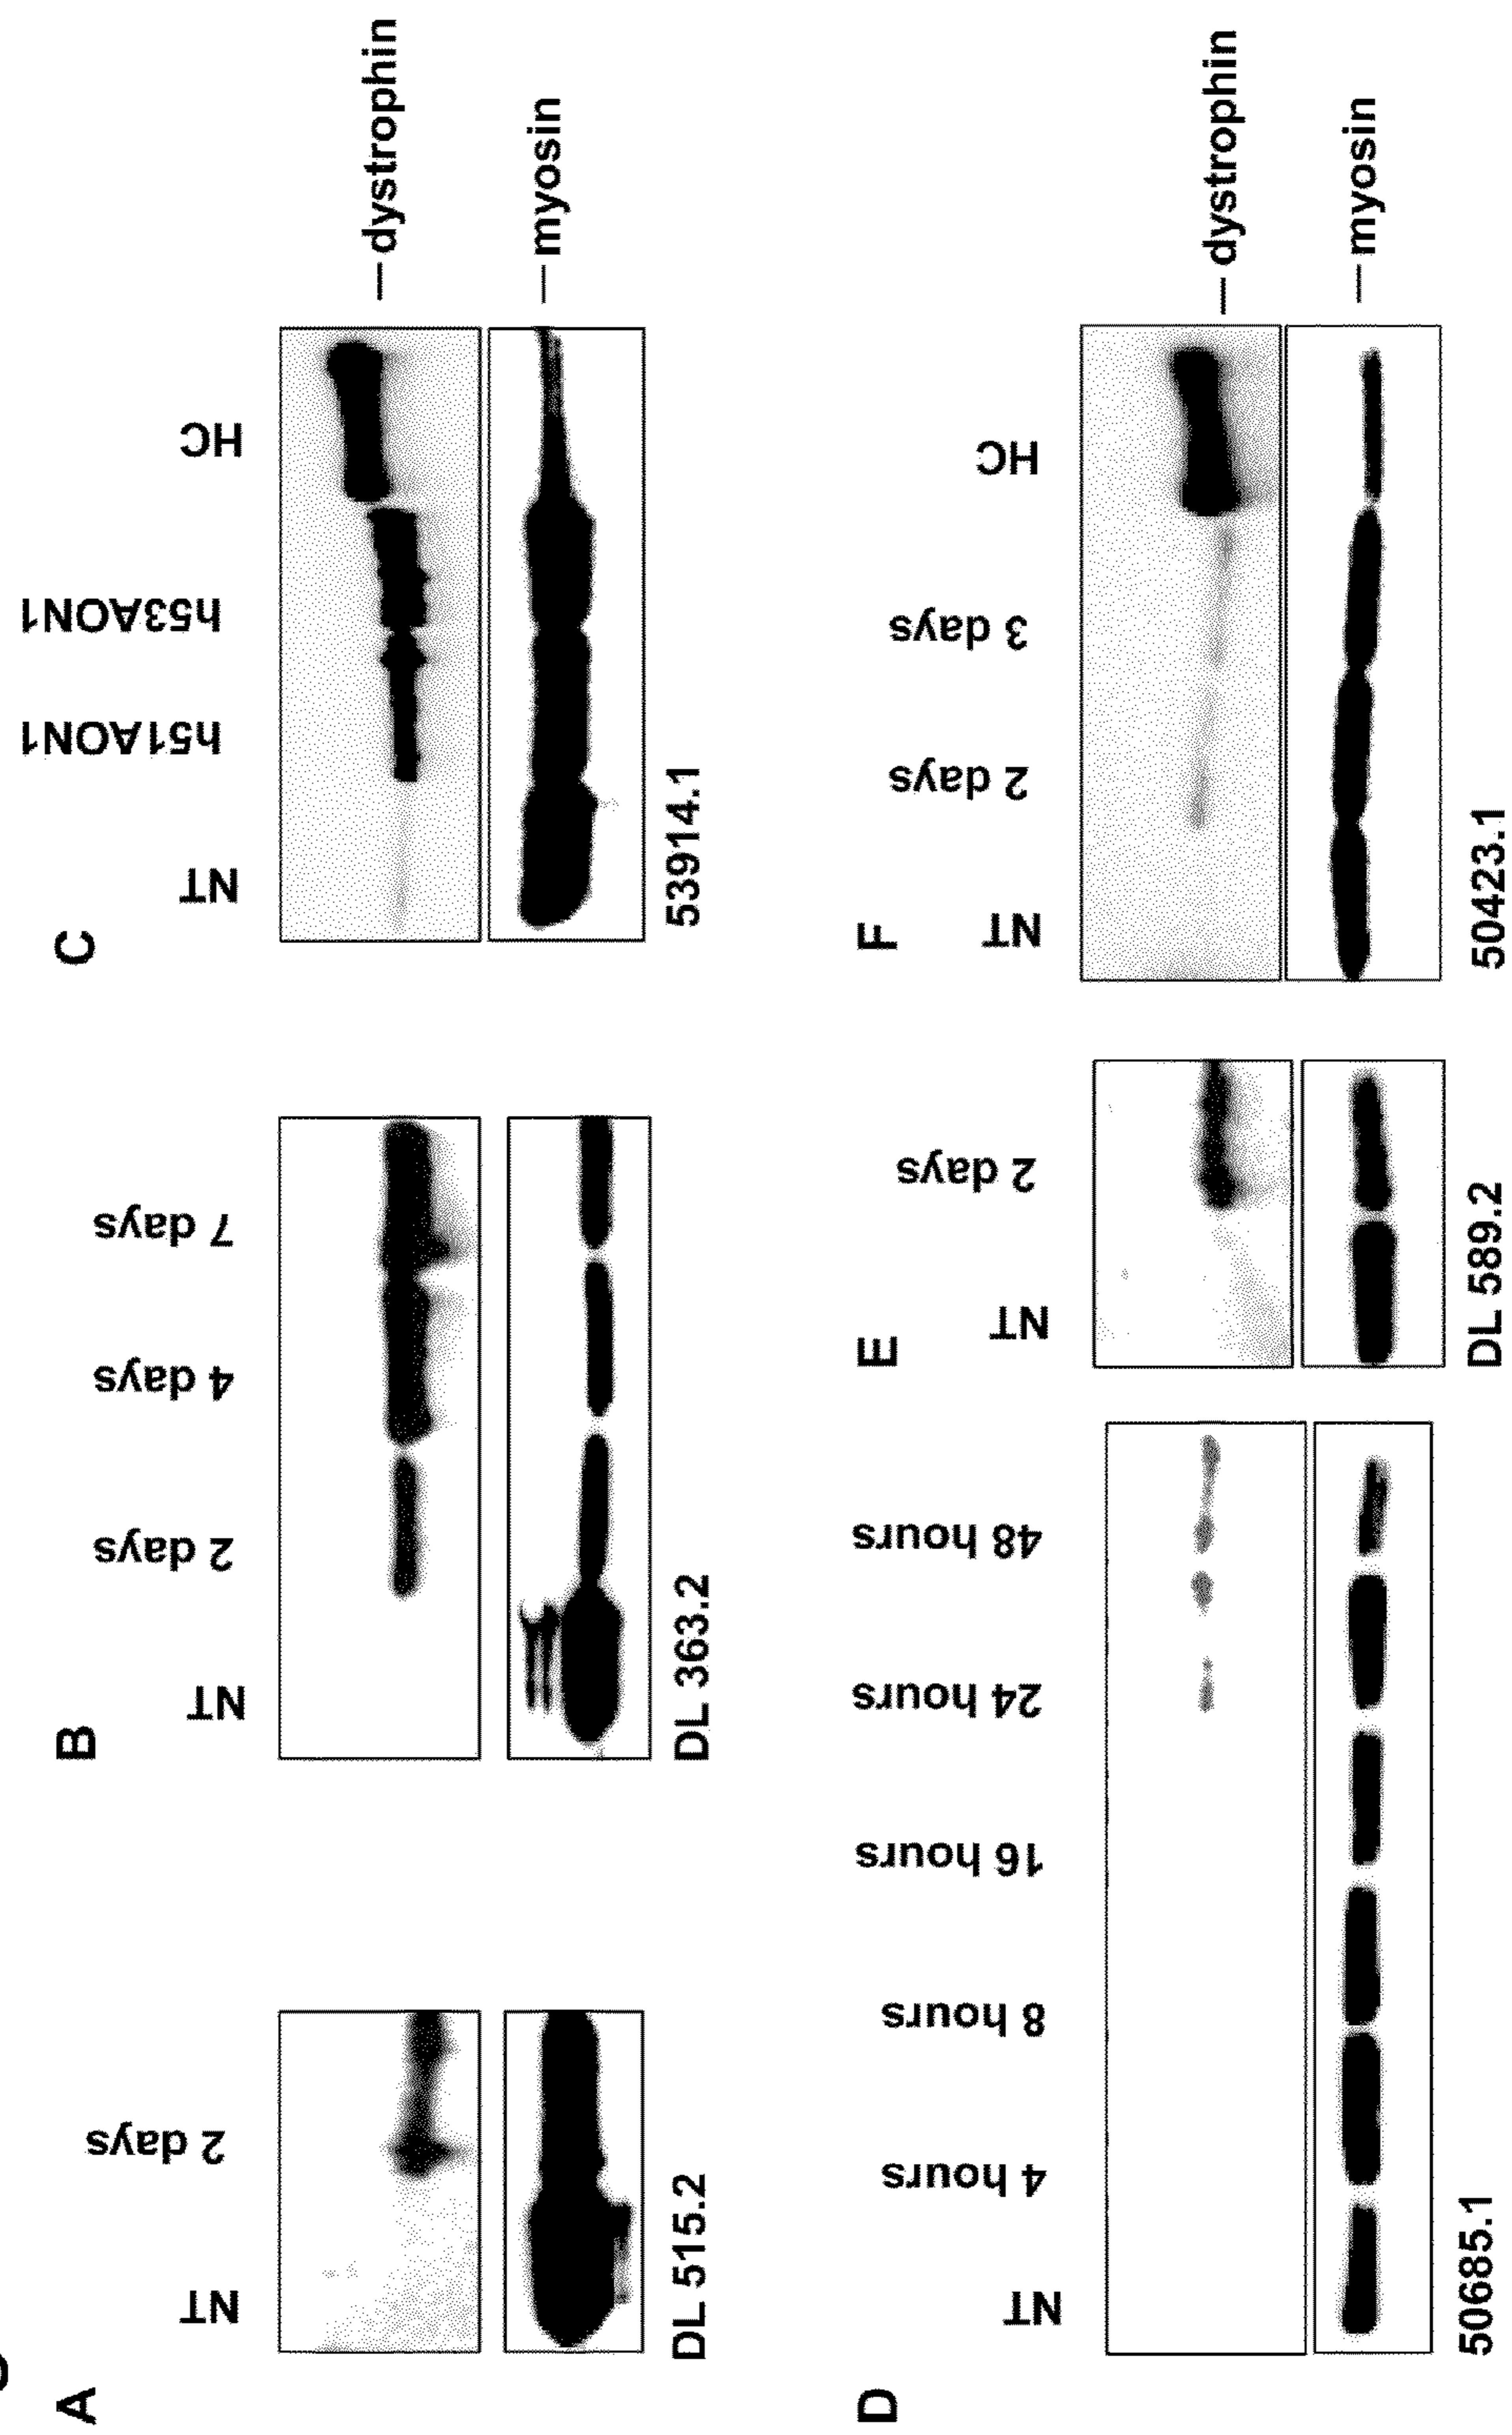 A
NT
2 days
DL 515.2
B
NT
2 days
4 days
7 days
DL 363.2
C
NT
h51AON1
h53AON1
HC
dystrophin
myosin
53914.1
D
NT
4 hours
8 hours
16 hours
24 hours
48 hours
50685.1
E
NT
2 days
DL 589.2
F
NT
2 days
3 days
HC
dystrophin
myosin
50423.1